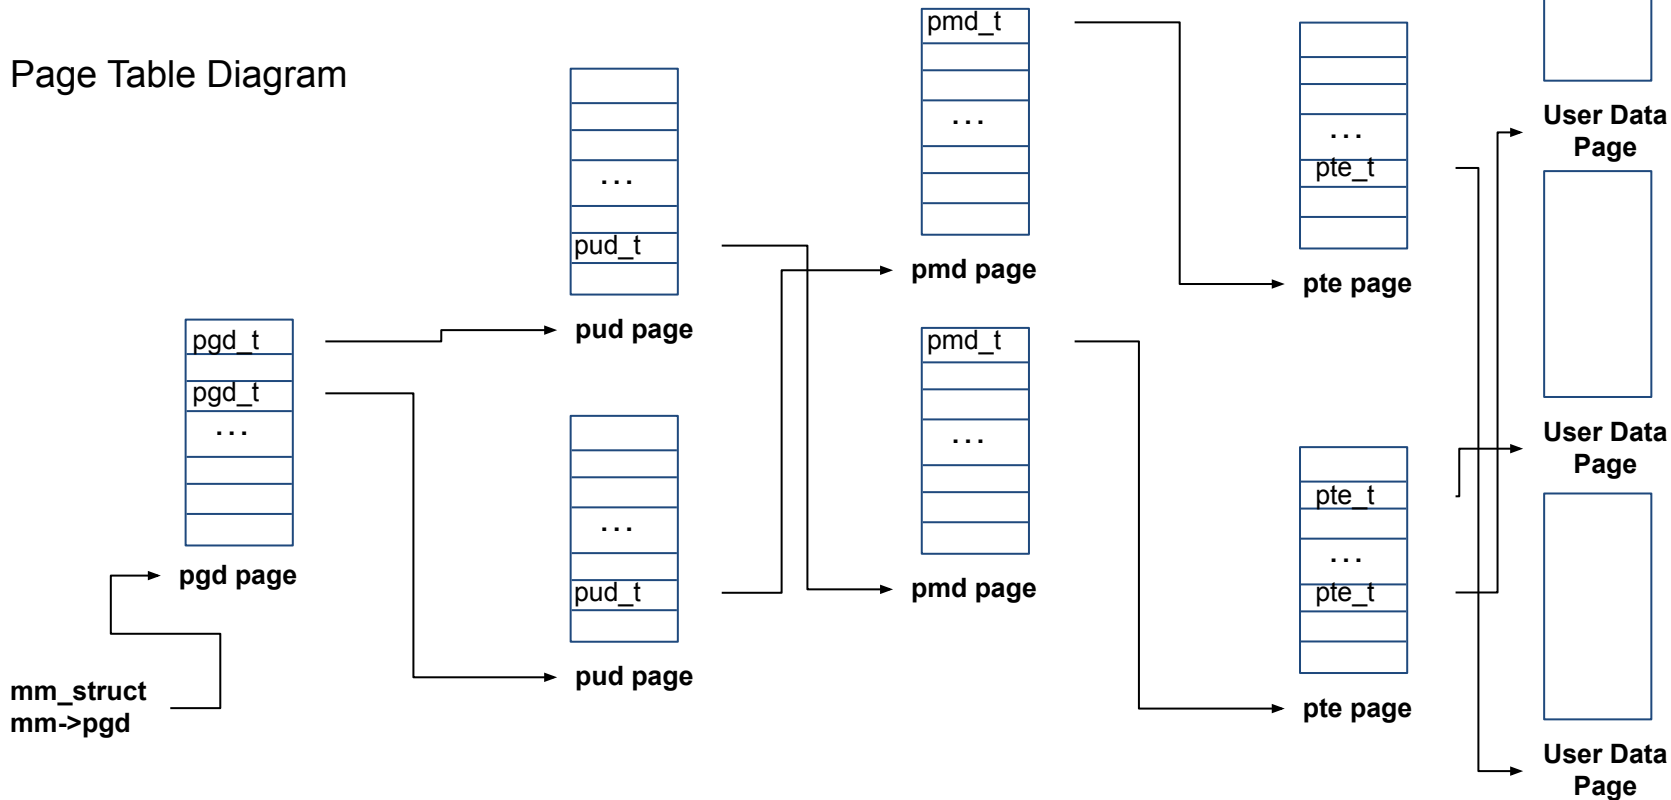 Page Table Diagram
mm_struct
mm->pgd
pgd_t
pgd_t
...
pgd page
...
pud_t
pud page
...
pud_t
pud page
pmd_t
...
pmd page
pmd_t
...
pmd page
...
pte_t
pte page
pte_t
...
pte_t
pte page
User Data
Page
User Data
Page
User Data
Page